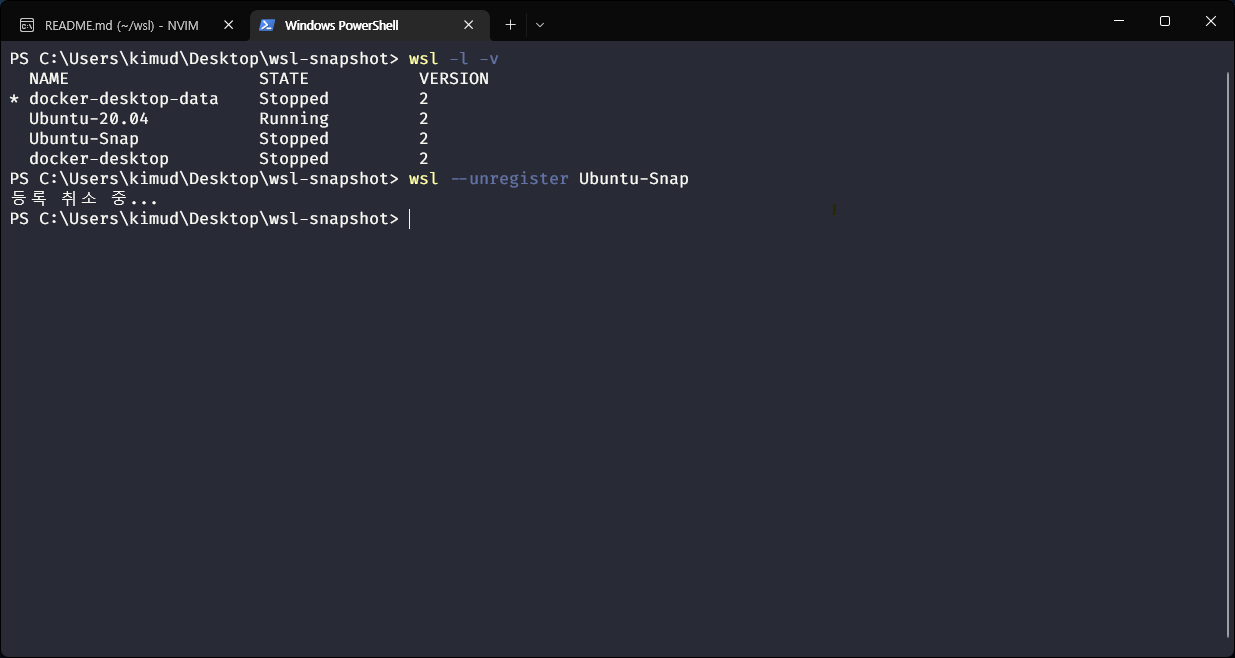 README.md (~/wsl) - NVIM
Windows PowerShell
PS C:\Users\kimud\Desktop\wsl-snapshot> wsl -l -v
NAME STATE VERSION
* docker-desktop-data Stopped 2
Ubuntu-20.04 Running 2
Ubuntu-Snap Stopped 2
docker-desktop Stopped 2
PS C:\Users\kimud\Desktop\wsl-snapshot> wsl --unregister Ubuntu-Snap
등록 취소 중...
PS C:\Users\kimud\Desktop\wsl-snapshot>